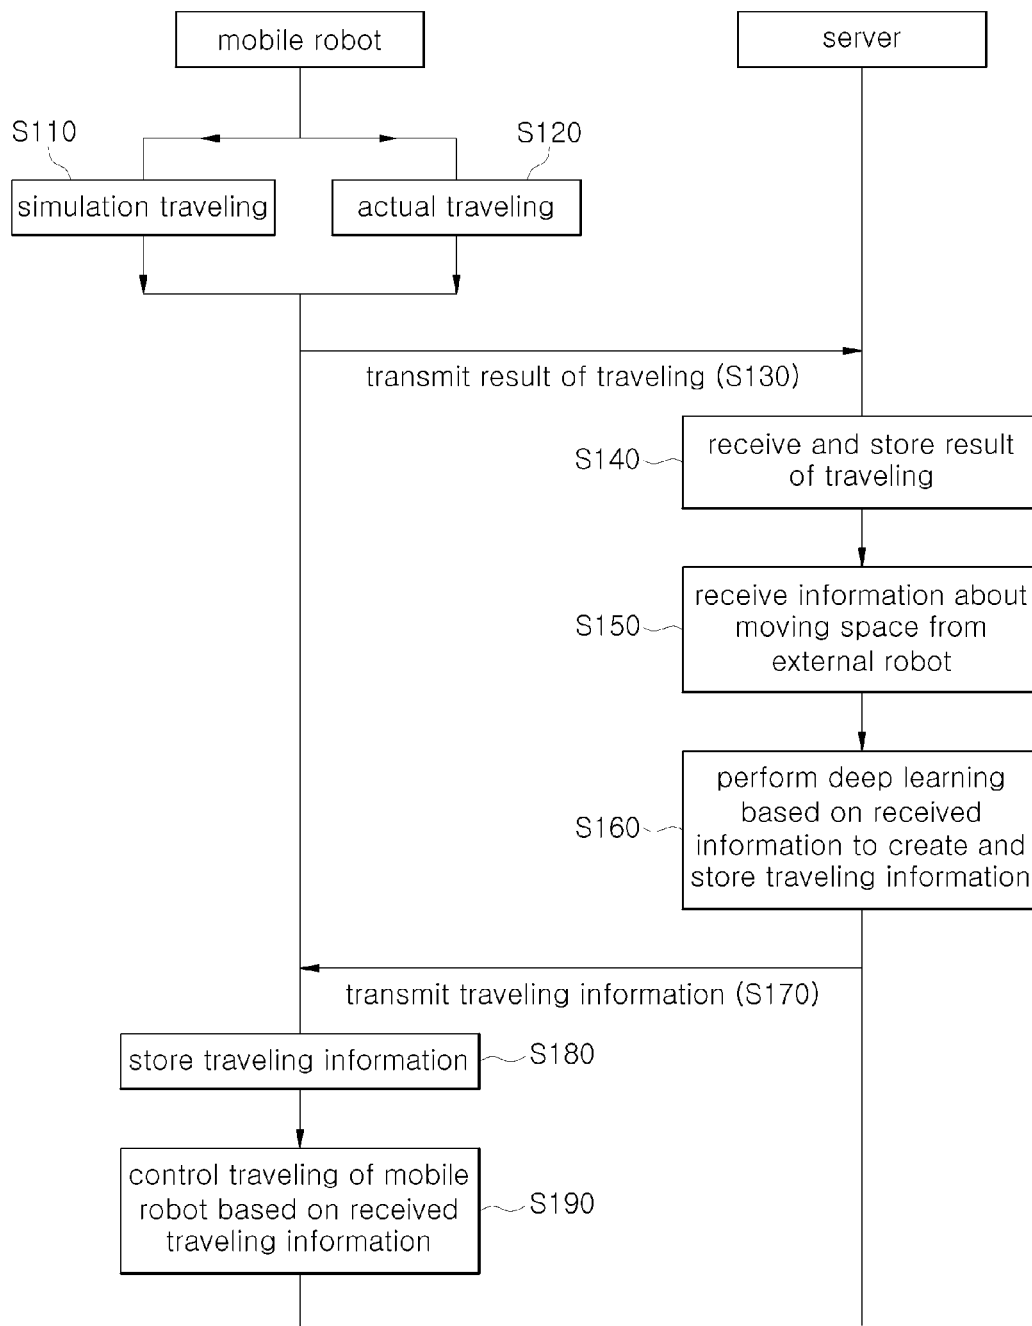 mobile robot
server
S110
S120
simulation traveling
actual traveling
transmit result of traveling (S130)
S140
receive and store result
of traveling
S150
receive information about
moving space from
external robot
S160
perform deep learning
based on received
information to create and
store traveling information
transmit traveling information (S170)
store traveling information
S180
control traveling of mobile
robot based on received
traveling information
S190